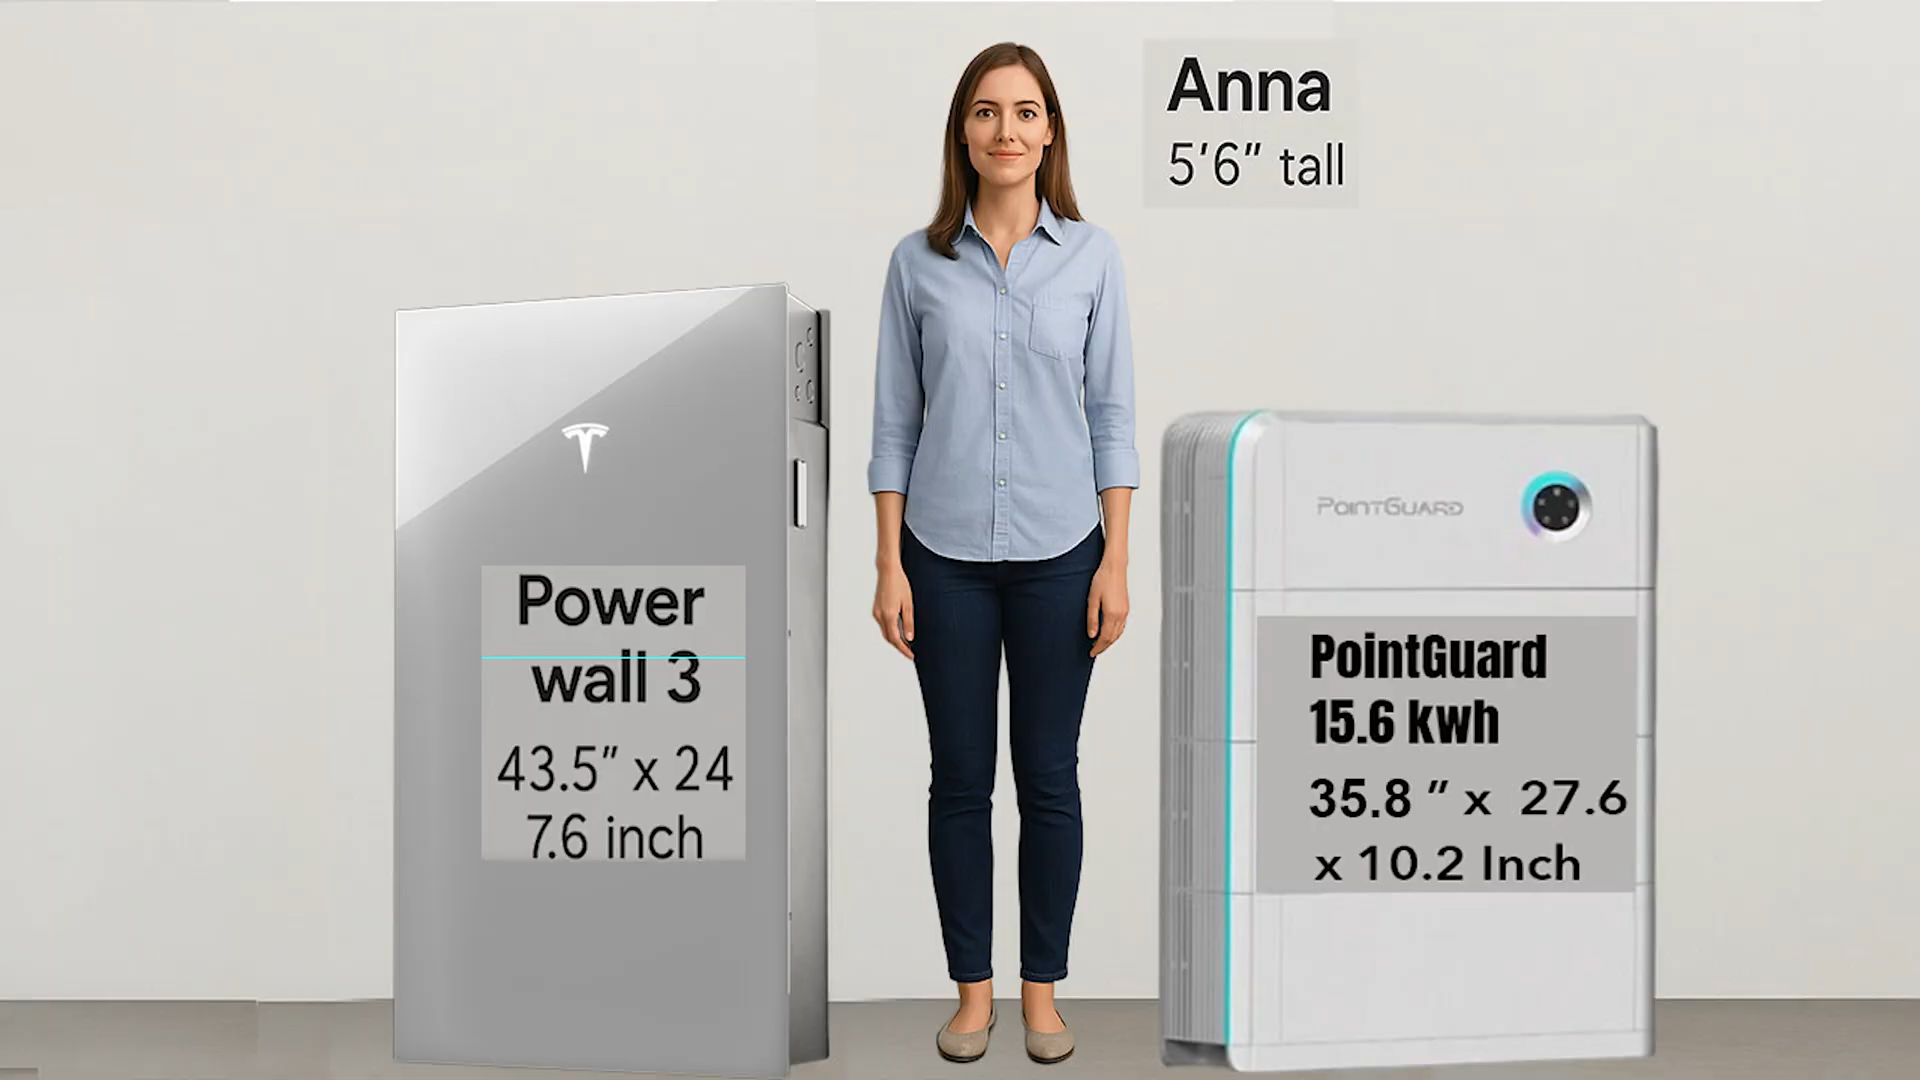 Anna
5'6" tall
Power
wall 3
43.5" x 24
7.6 inch
POINTGUARD
PointGuard
15.6 kwh
35.8 " x 27.6
x 10.2 Inch